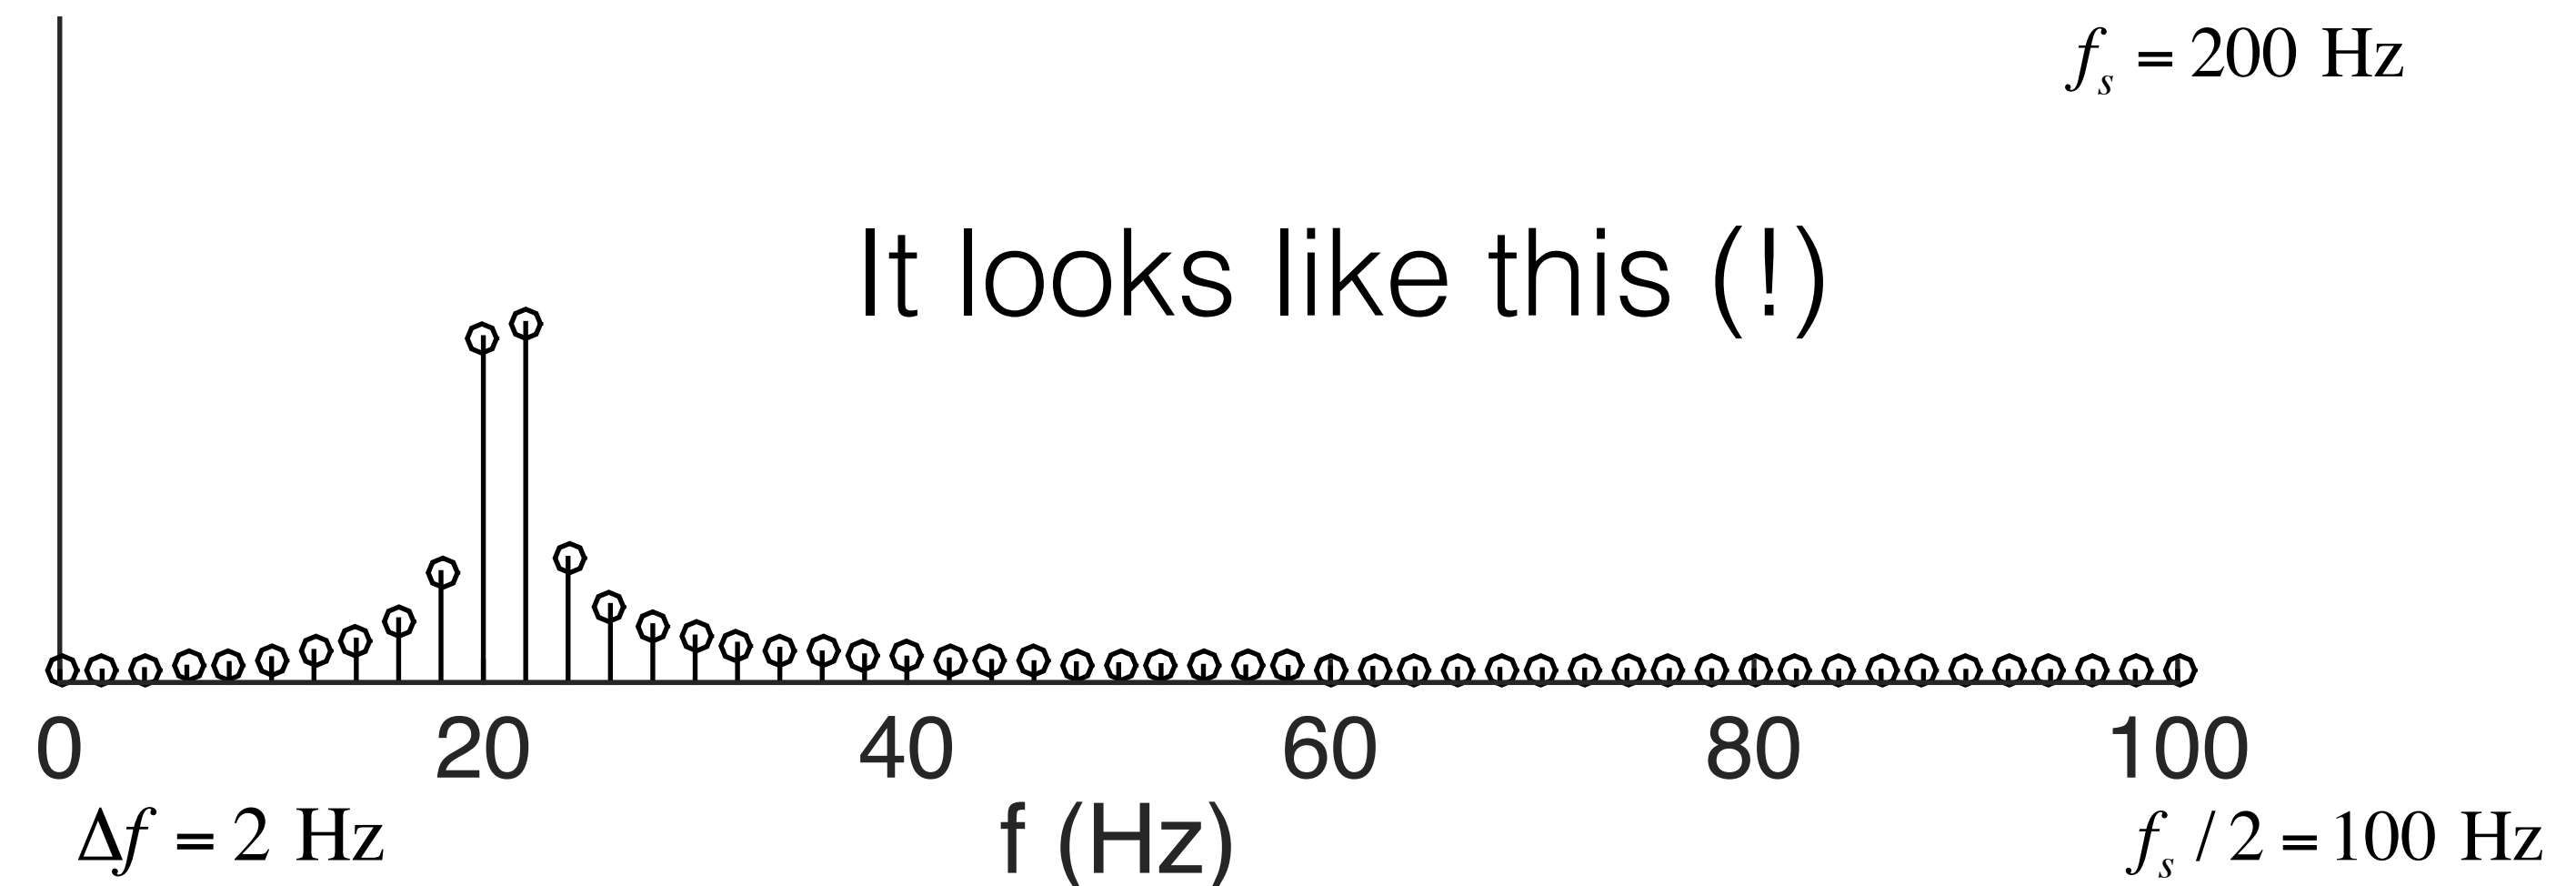 f_s = 200 Hz
It looks like this (!)
0 20 40 60 80 100
Δf = 2 Hz
f (Hz)
f_s / 2 = 100 Hz